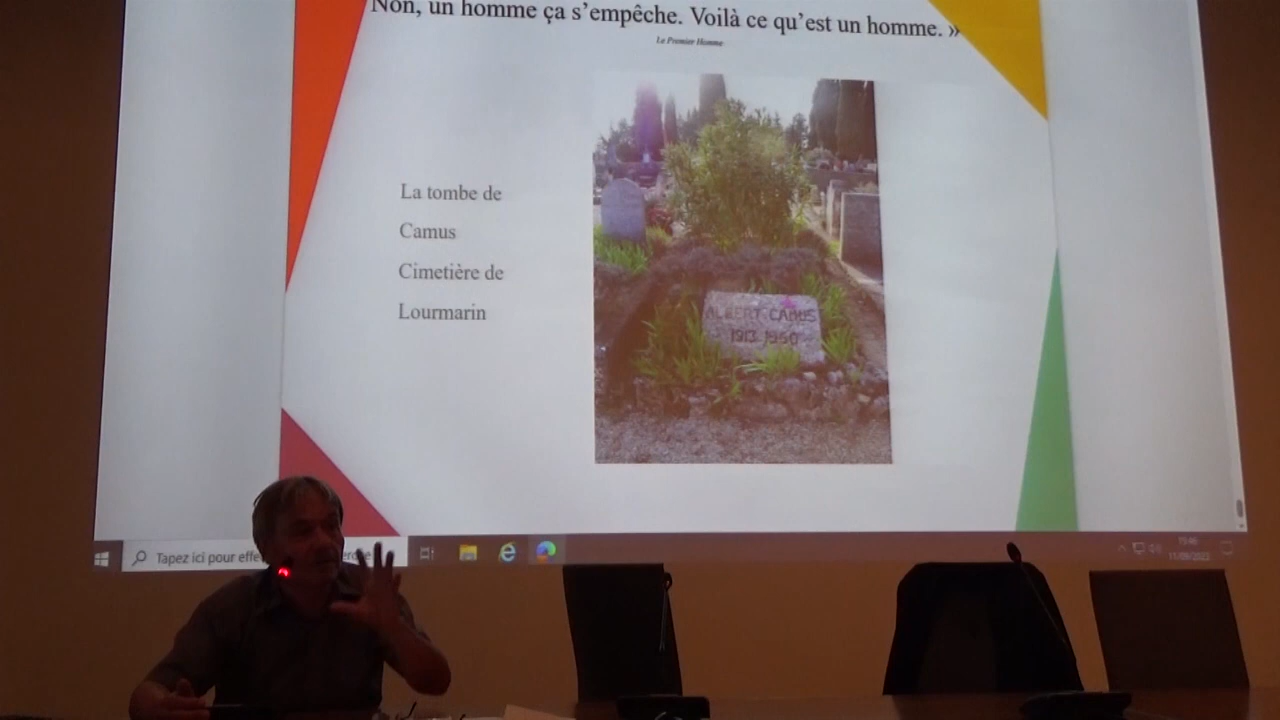 Non, un homme ça s'empêche. Voilà ce qu'est un homme. »
Le Premier Homme
La tombe de
Camus
Cimetière de
Lourmarin
ALBERT CAMUS
1913 1960
Tapez ici pour effe
erche